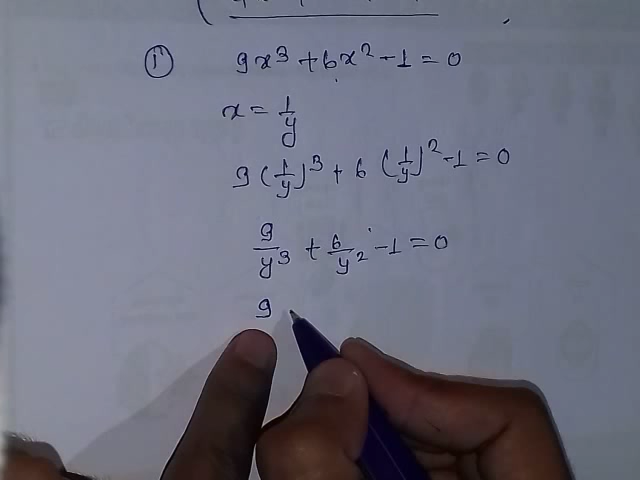 (i) 9x³ + 6x² - 1 = 0
x = 1/y
9(1/y)³ + 6(1/y)² - 1 = 0
9/y³ + 6/y² - 1 = 0
9